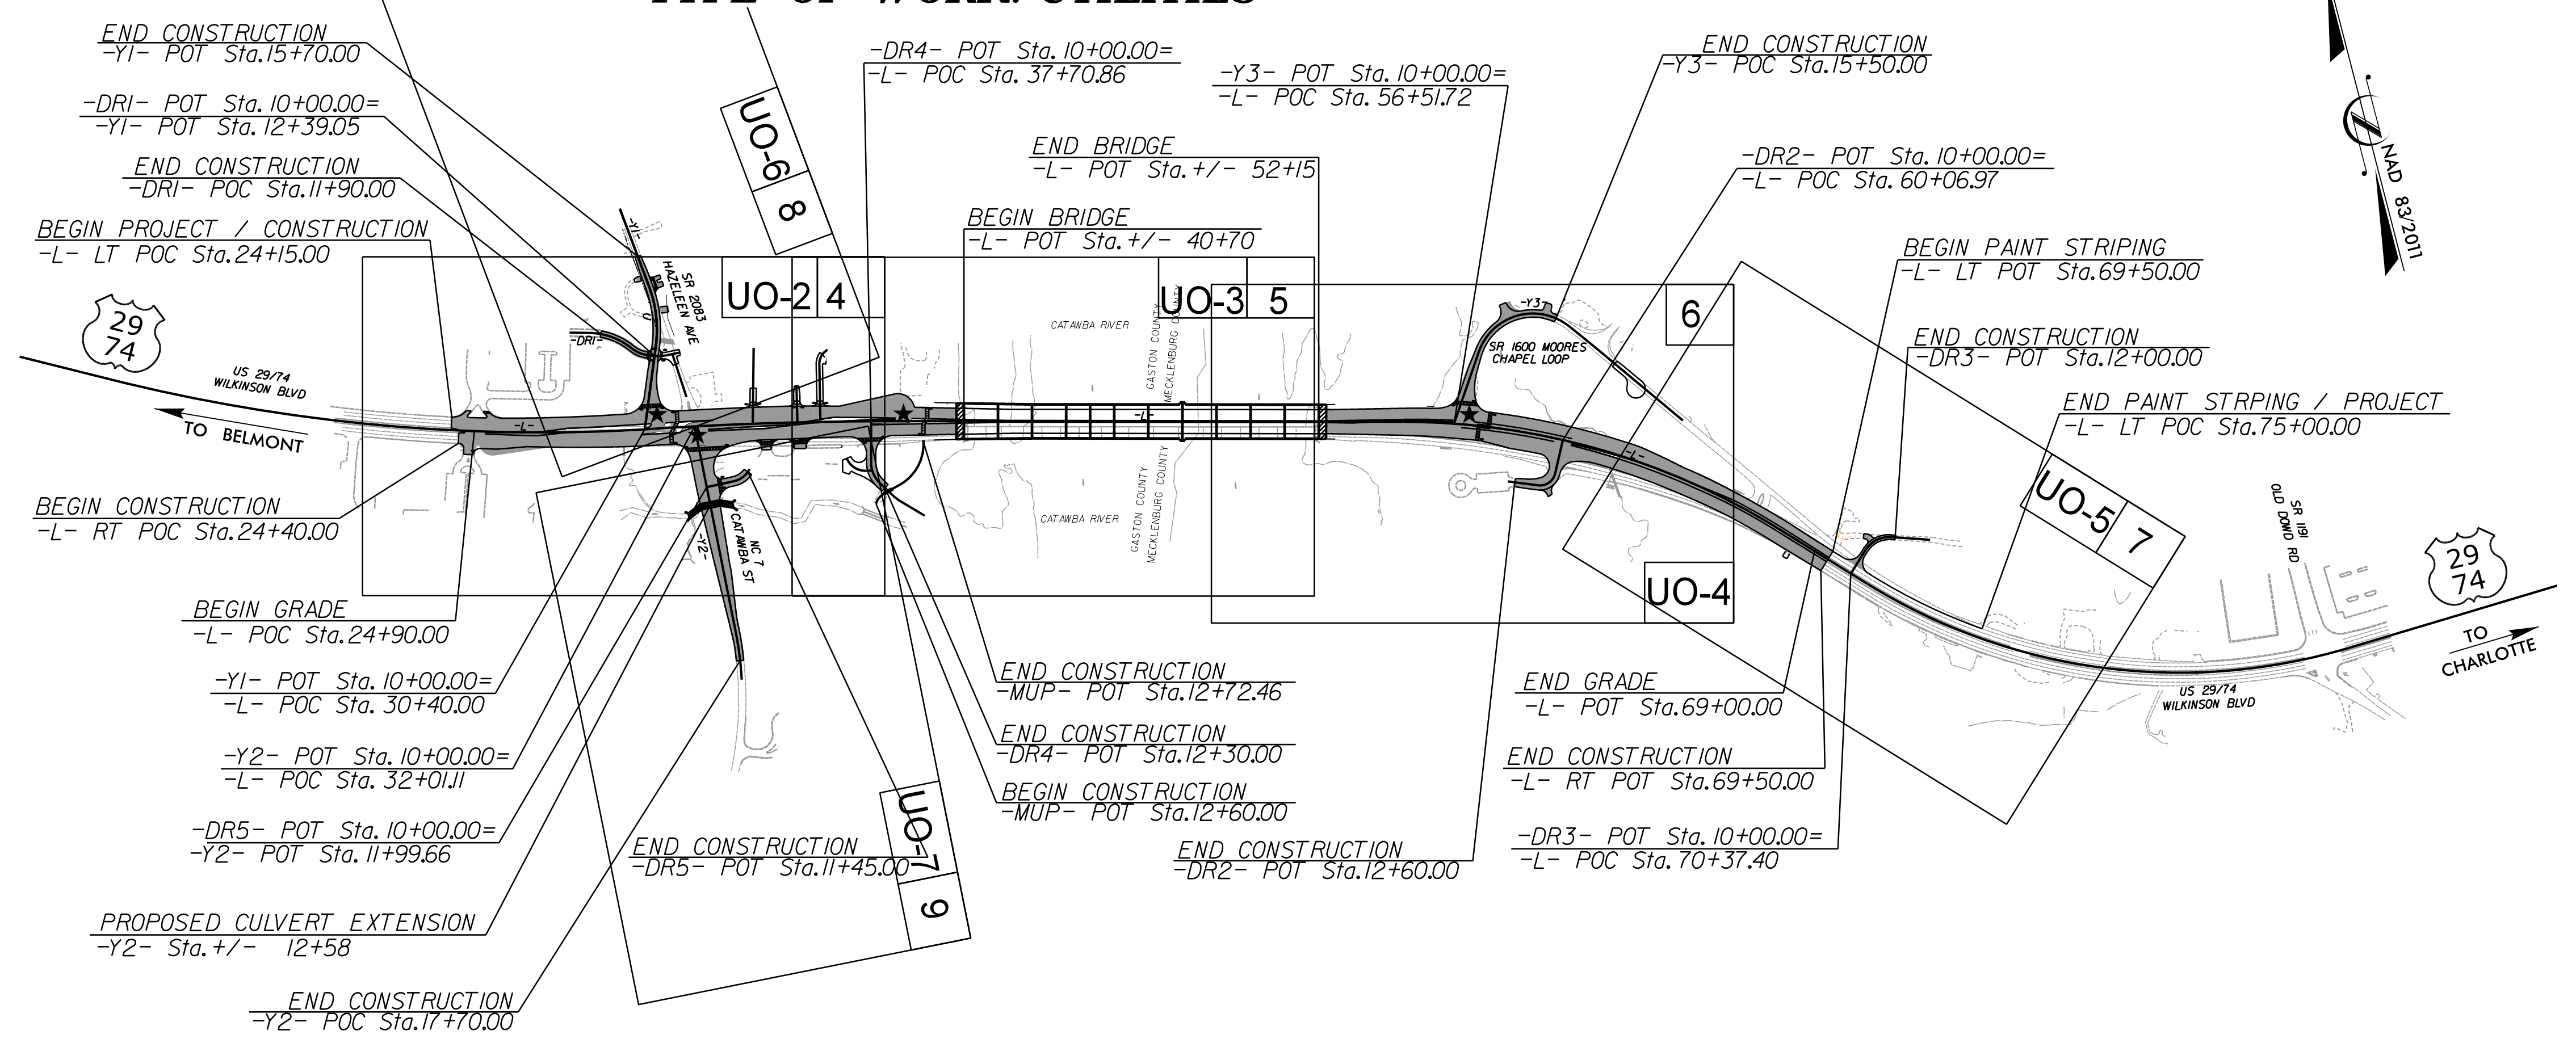 TYPE OF WORK: UTILITIES
END CONSTRUCTION
-Y1- POT Sta. 15+70.00
-DR1- POT Sta. 10+00.00=
-Y1- POT Sta. 12+39.05
END CONSTRUCTION
-DR1- POC Sta. 11+90.00
BEGIN PROJECT / CONSTRUCTION
-L- LT POC Sta. 24+15.00
-DR4- POT Sta. 10+00.00=
-L- POC Sta. 37+70.86
-Y3- POT Sta. 10+00.00=
-L- POC Sta. 56+51.72
END CONSTRUCTION
-Y3- POC Sta. 15+50.00
END BRIDGE
-L- POT Sta. +/- 52+15
BEGIN BRIDGE
-L- POT Sta. +/- 40+70
-DR2- POT Sta. 10+00.00=
-L- POC Sta. 60+06.97
BEGIN PAINT STRIPING
-L- LT POT Sta. 69+50.00
END CONSTRUCTION
-DR3- POT Sta. 12+00.00
END PAINT STRPING / PROJECT
-L- LT POC Sta. 75+00.00
NAD 83/2011
UO-6
8
UO-2
4
UO-3
5
6
UO-4
UO-5
7
29
74
US 29/74
WILKINSON BLVD
TO BELMONT
-Y1-
SR 2083
HAZELEEN AVE
-DR1-
-L-
CATAWBA RIVER
GASTON COUNTY
MECKLENBURG COUNTY
-L-
CATAWBA RIVER
GASTON COUNTY
MECKLENBURG COUNTY
-Y3-
SR 1600 MOORES
CHAPEL LOOP
-L-
-Y2-
NC 7
CATAWBA ST
SR 1191
OLD DOWD RD
29
74
TO
CHARLOTTE
US 29/74
WILKINSON BLVD
BEGIN CONSTRUCTION
-L- RT POC Sta. 24+40.00
BEGIN GRADE
-L- POC Sta. 24+90.00
-Y1- POT Sta. 10+00.00=
-L- POC Sta. 30+40.00
-Y2- POT Sta. 10+00.00=
-L- POC Sta. 32+01.11
-DR5- POT Sta. 10+00.00=
-Y2- POT Sta. 11+99.66
PROPOSED CULVERT EXTENSION
-Y2- Sta. +/- 12+58
END CONSTRUCTION
-Y2- POC Sta. 17+70.00
END CONSTRUCTION
-DR5- POT Sta. 11+45.00
UO-7
9
END CONSTRUCTION
-MUP- POT Sta. 12+72.46
END CONSTRUCTION
-DR4- POT Sta. 12+30.00
BEGIN CONSTRUCTION
-MUP- POT Sta. 12+60.00
END CONSTRUCTION
-DR2- POT Sta. 12+60.00
END GRADE
-L- POT Sta. 69+00.00
END CONSTRUCTION
-L- RT POT Sta. 69+50.00
-DR3- POT Sta. 10+00.00=
-L- POC Sta. 70+37.40